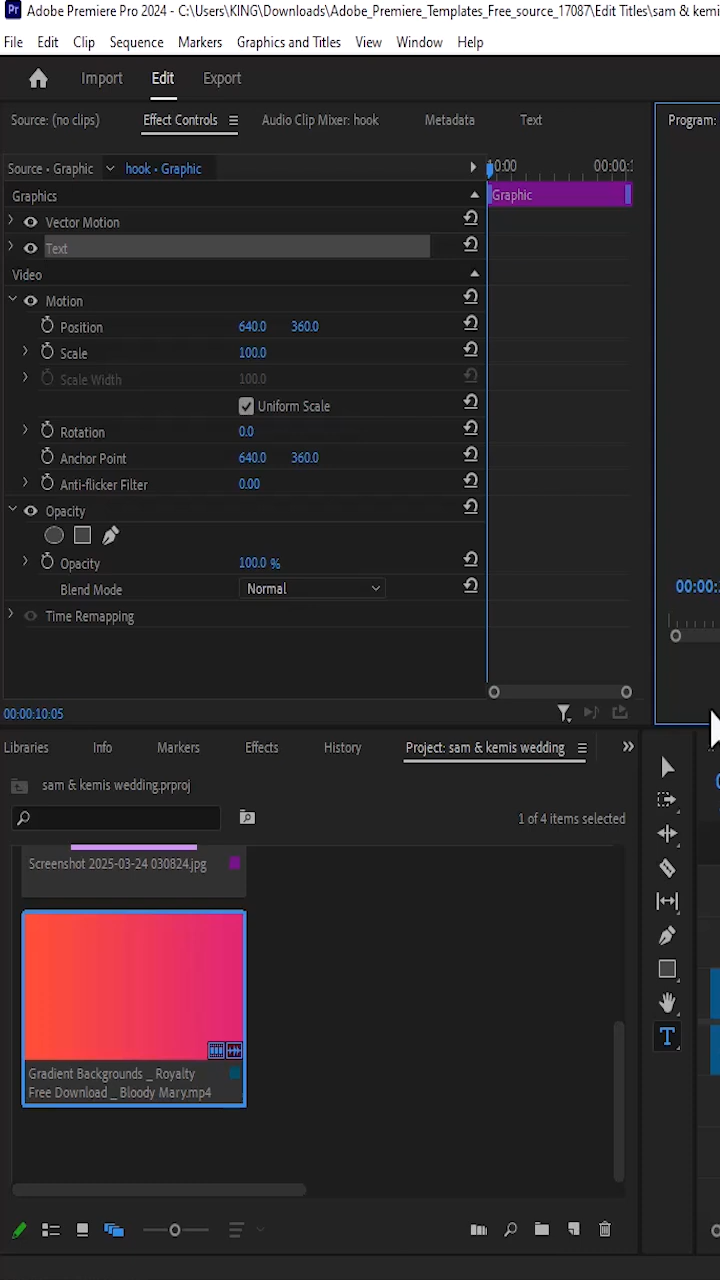 Pr Adobe Premiere Pro 2024 - C:\Users\KING\Downloads\Adobe_Premiere_Templates_Free_source_17087\Edit Titles\sam & kemi
File Edit Clip Sequence Markers Graphics and Titles View Window Help
Import Edit Export
Source: (no clips) Effect Controls Audio Clip Mixer: hook Metadata Text Program:
Source • Graphic hook • Graphic 00:00 00:00:1
Graphics Graphic
Vector Motion
Text
Video
Motion
Position 640.0 360.0
Scale 100.0
Scale Width 100.0
Uniform Scale
Rotation 0.0
Anchor Point 640.0 360.0
Anti-flicker Filter 0.00
Opacity
Opacity 100.0 %
00:00:
Blend Mode Normal
Time Remapping
00:00:10:05
Libraries Info Markers Effects History Project: sam & kemis wedding
sam & kemis wedding.prproj
1 of 4 items selected
Screenshot 2025-03-24 030824.jpg
Gradient Backgrounds _ Royalty
Free Download _ Bloody Mary.mp4